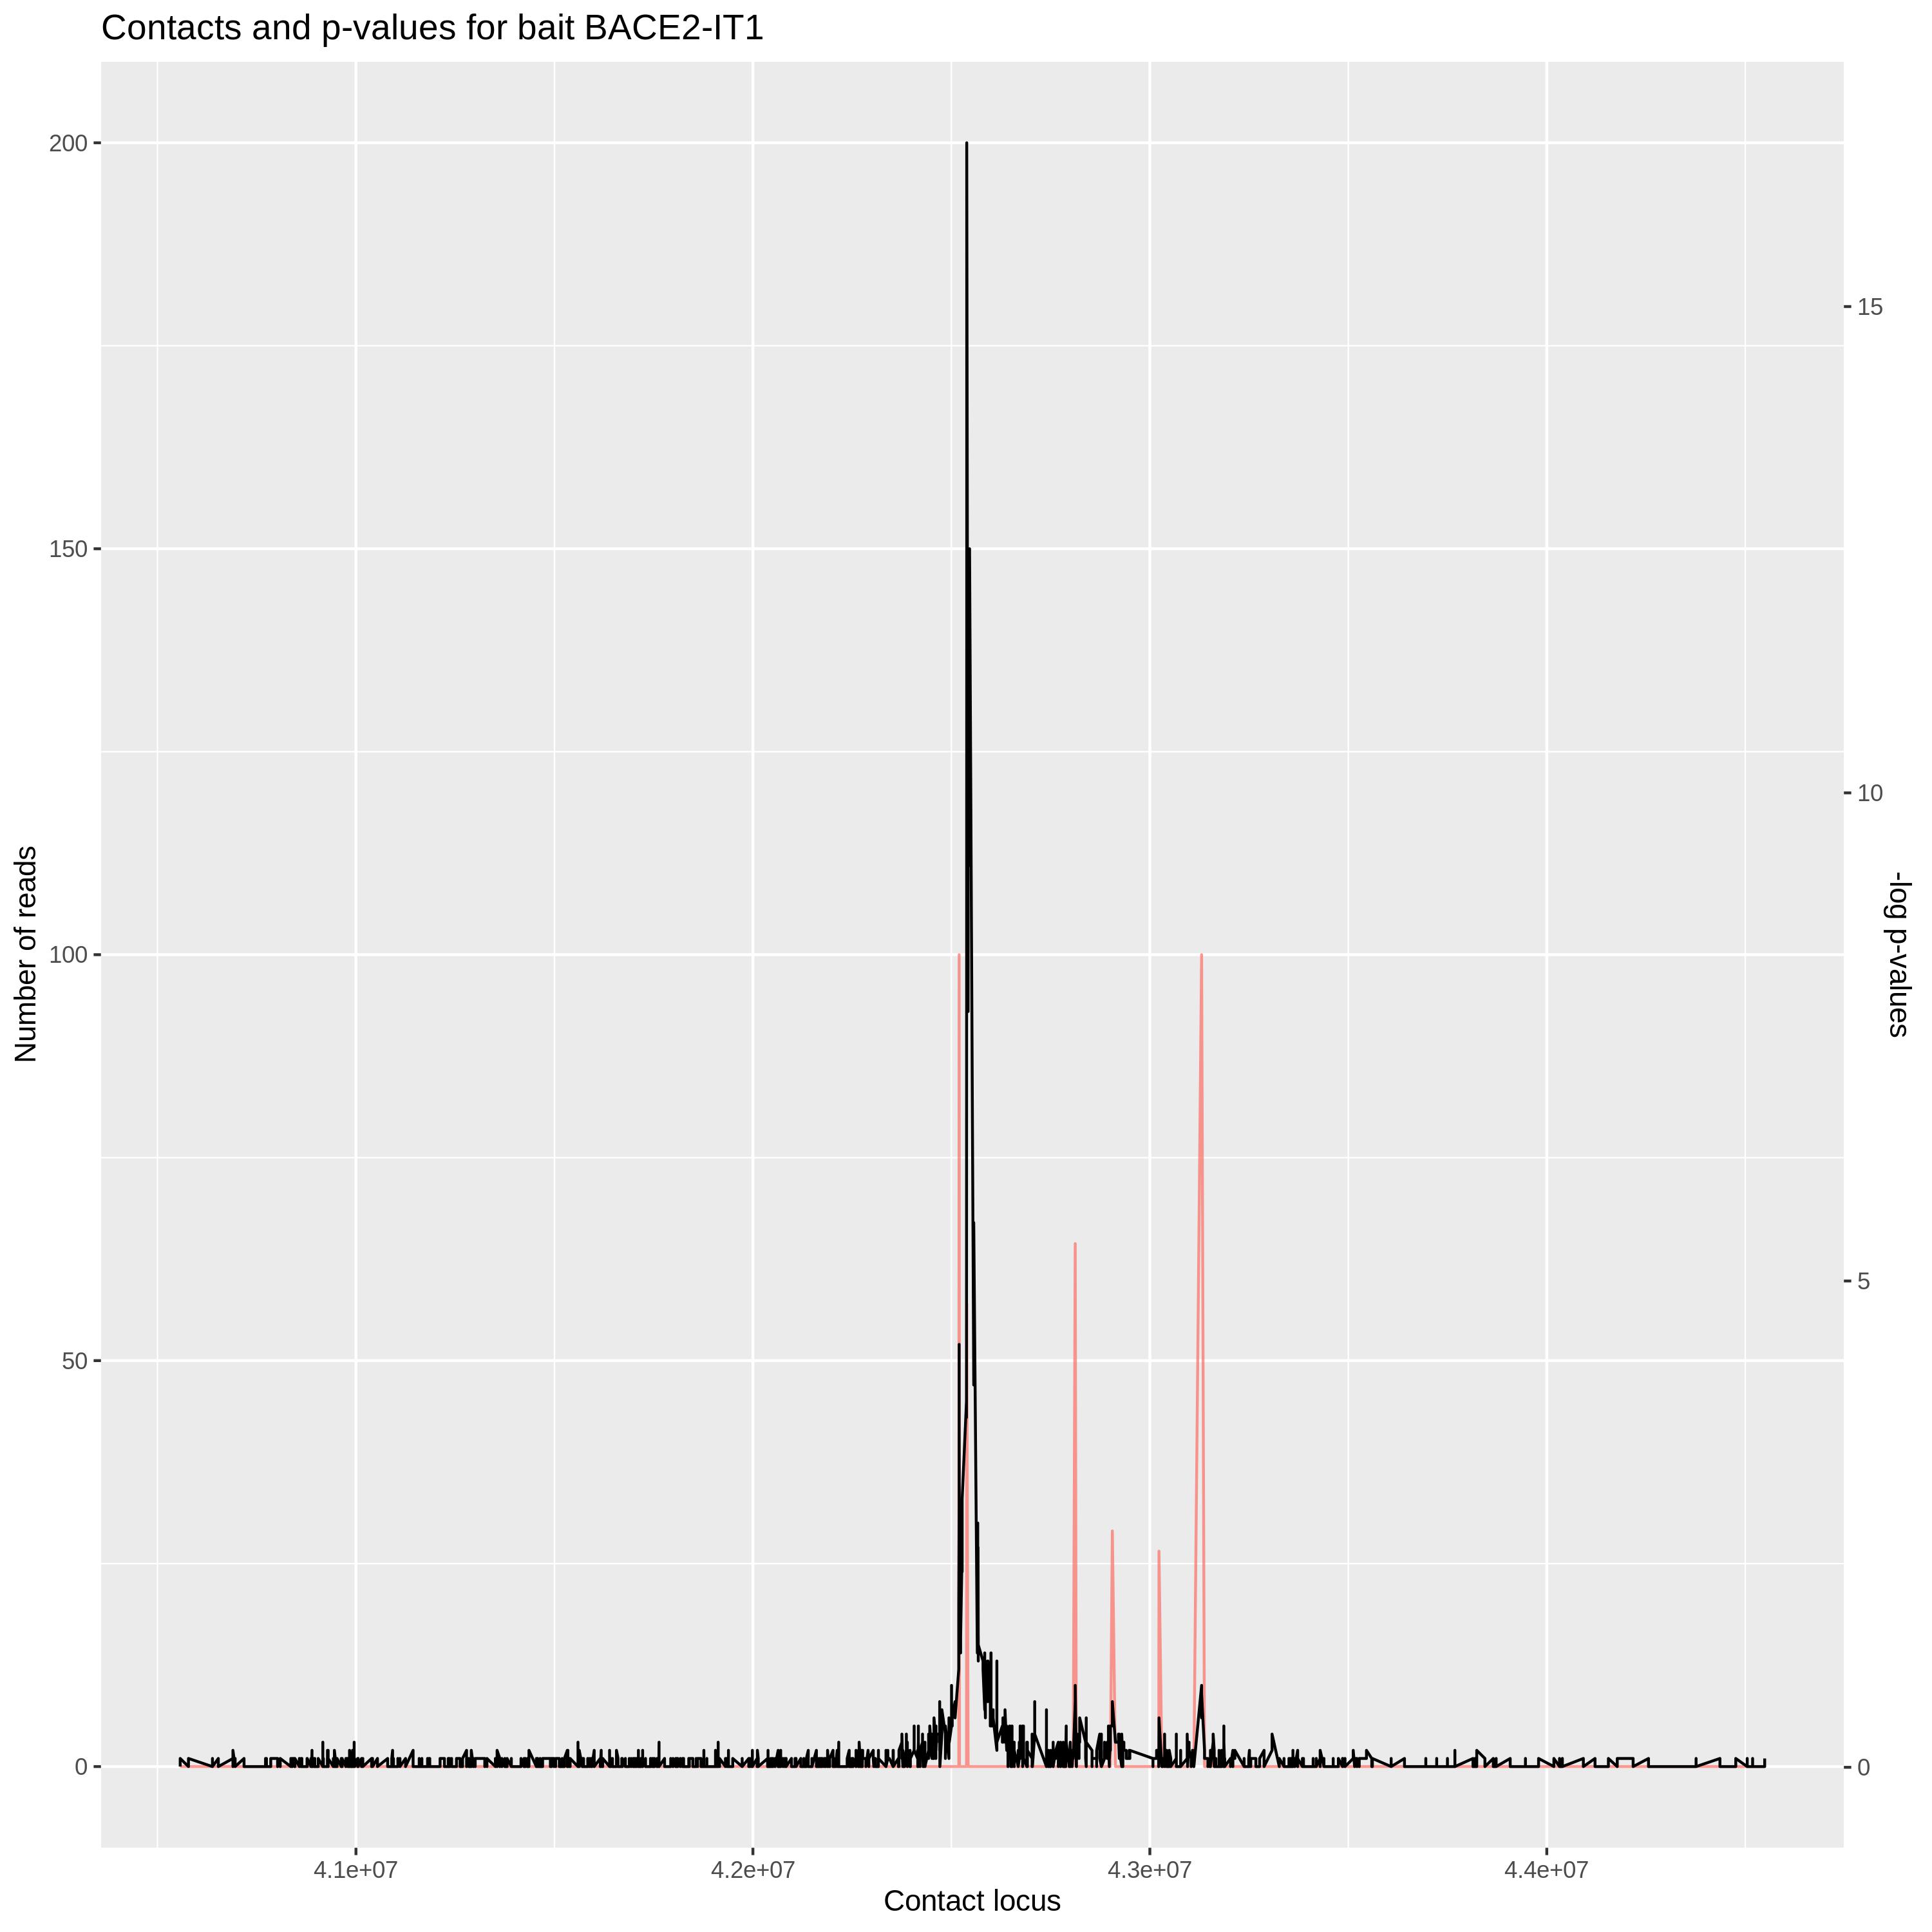 Contacts and p-values for bait BACE2-IT1
200
150
100
50
0
Number of reads
15
10
5
0
-log p-values
4.1e+07
4.2e+07
4.3e+07
4.4e+07
Contact locus